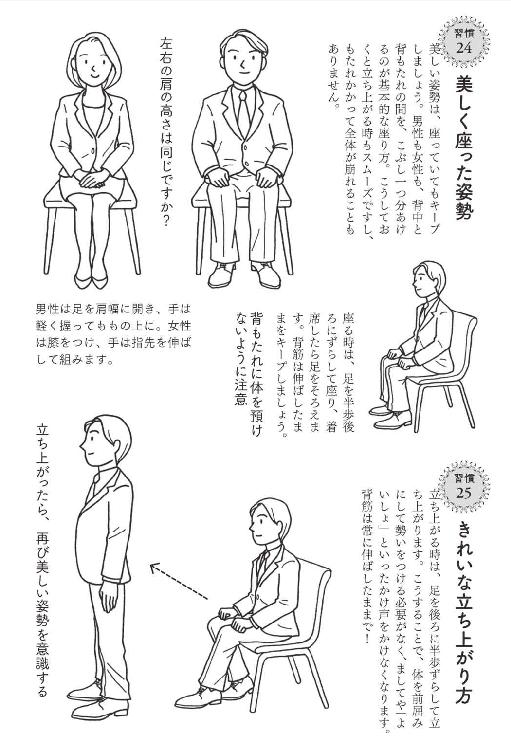 習慣
24
美しく座った姿勢
美しい姿勢は、座っていてもキープ
しましょう。男性も女性も、背中と
背もたれの間を、こぶし一つ分あけ
るのが基本的な座り方。こうしてお
くと立ち上がる時もスムーズですし、
もたれかかって全体が崩れることも
ありません。
左右の肩の高さは同じですか？
男性は足を肩幅に開き、手は
軽く握ってももの上に。女性
は膝をつけ、手は指先を伸ば
して組みます。
座る時は、足を半歩後
ろにずらして座り、着
席したら足をそろえま
す。背筋は伸ばしたま
まをキープしましょう。
背もたれに体を預け
ないように注意
習慣
25
きれいな立ち上がり方
立ち上がる時は、足を後ろに半歩ずらして立
ち上がります。こうすることで、体を前屈み
にして勢いをつける必要がなく、ましてや「よ
いしょ」といったかけ声をかけなくなります。
背筋は常に伸ばしたままで！
立ち上がったら、再び美しい姿勢を意識する